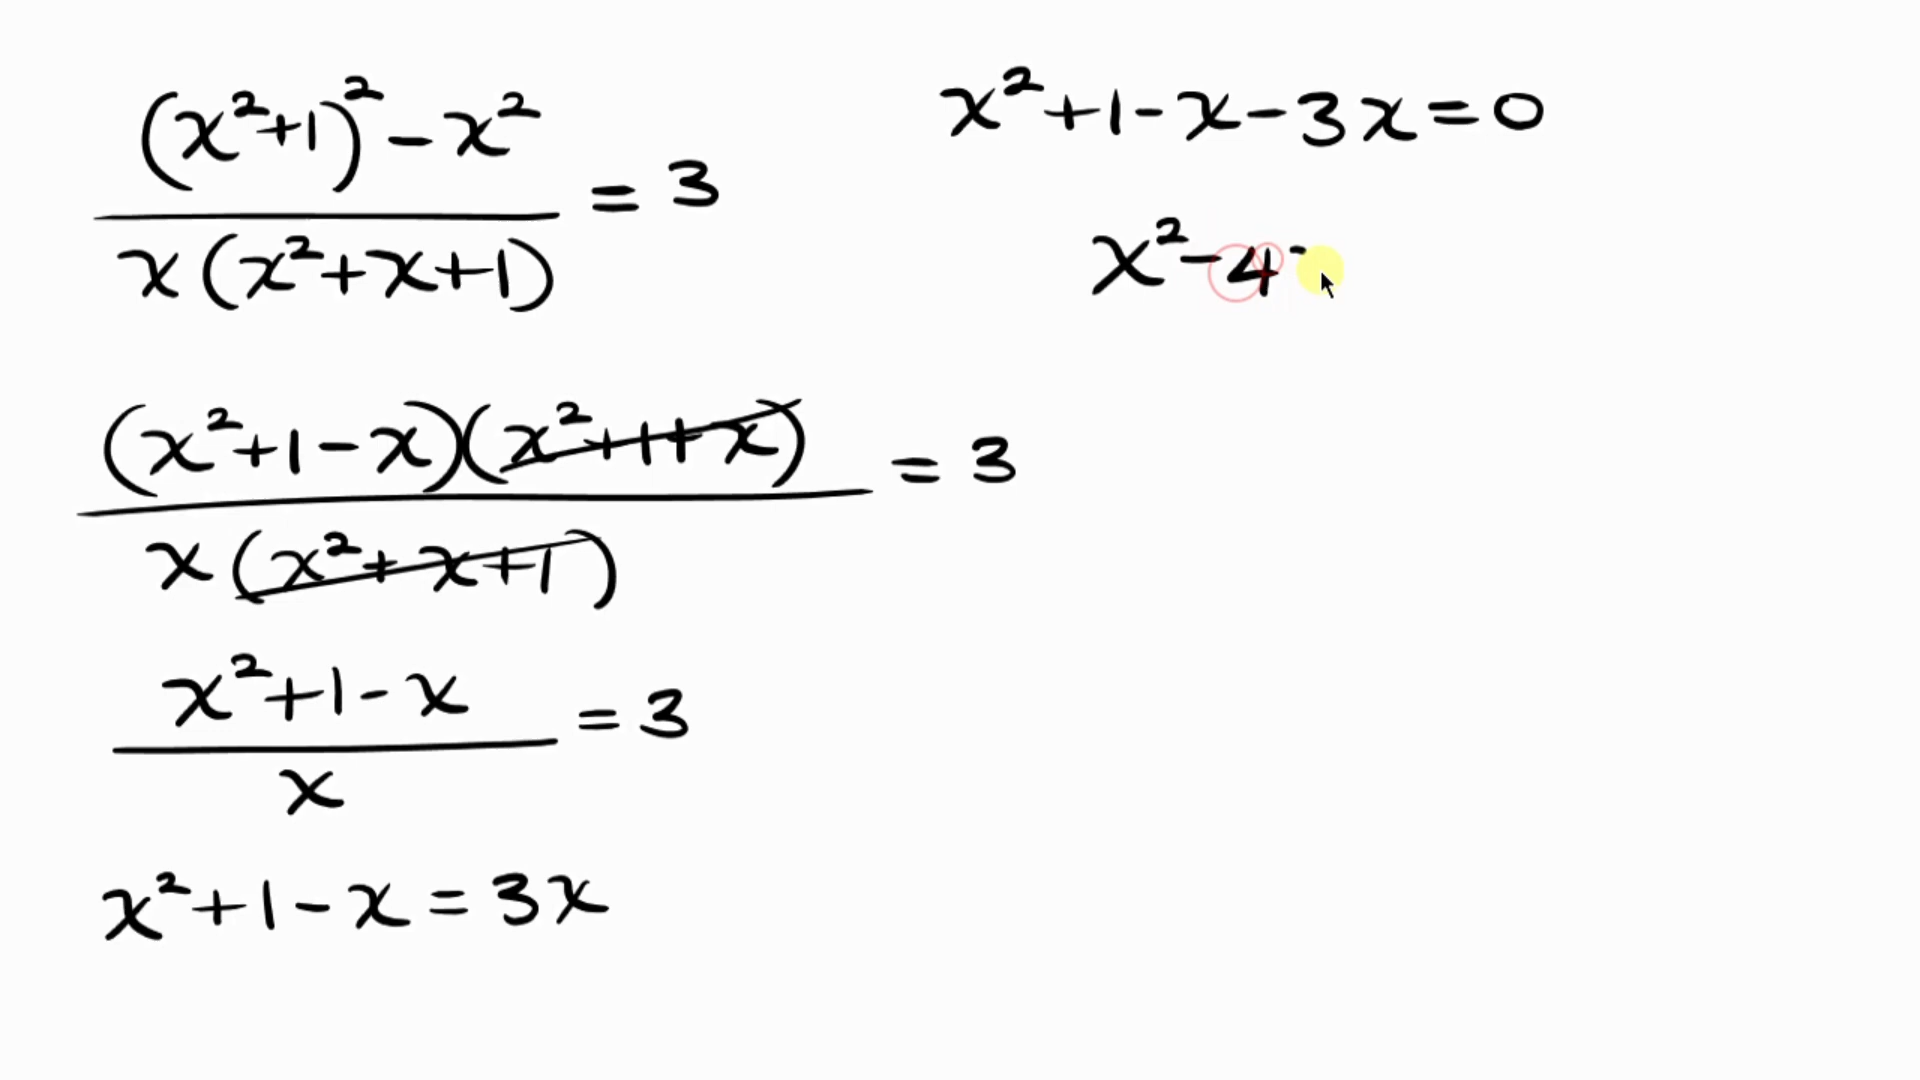 (x²+1)² - x²
x(x²+x+1)
= 3
(x²+1-x)(x²+1+x)
x(x²+x+1)
= 3
x²+1-x
x
= 3
x²+1-x=3x
x²+1-x-3x=0
x²-4